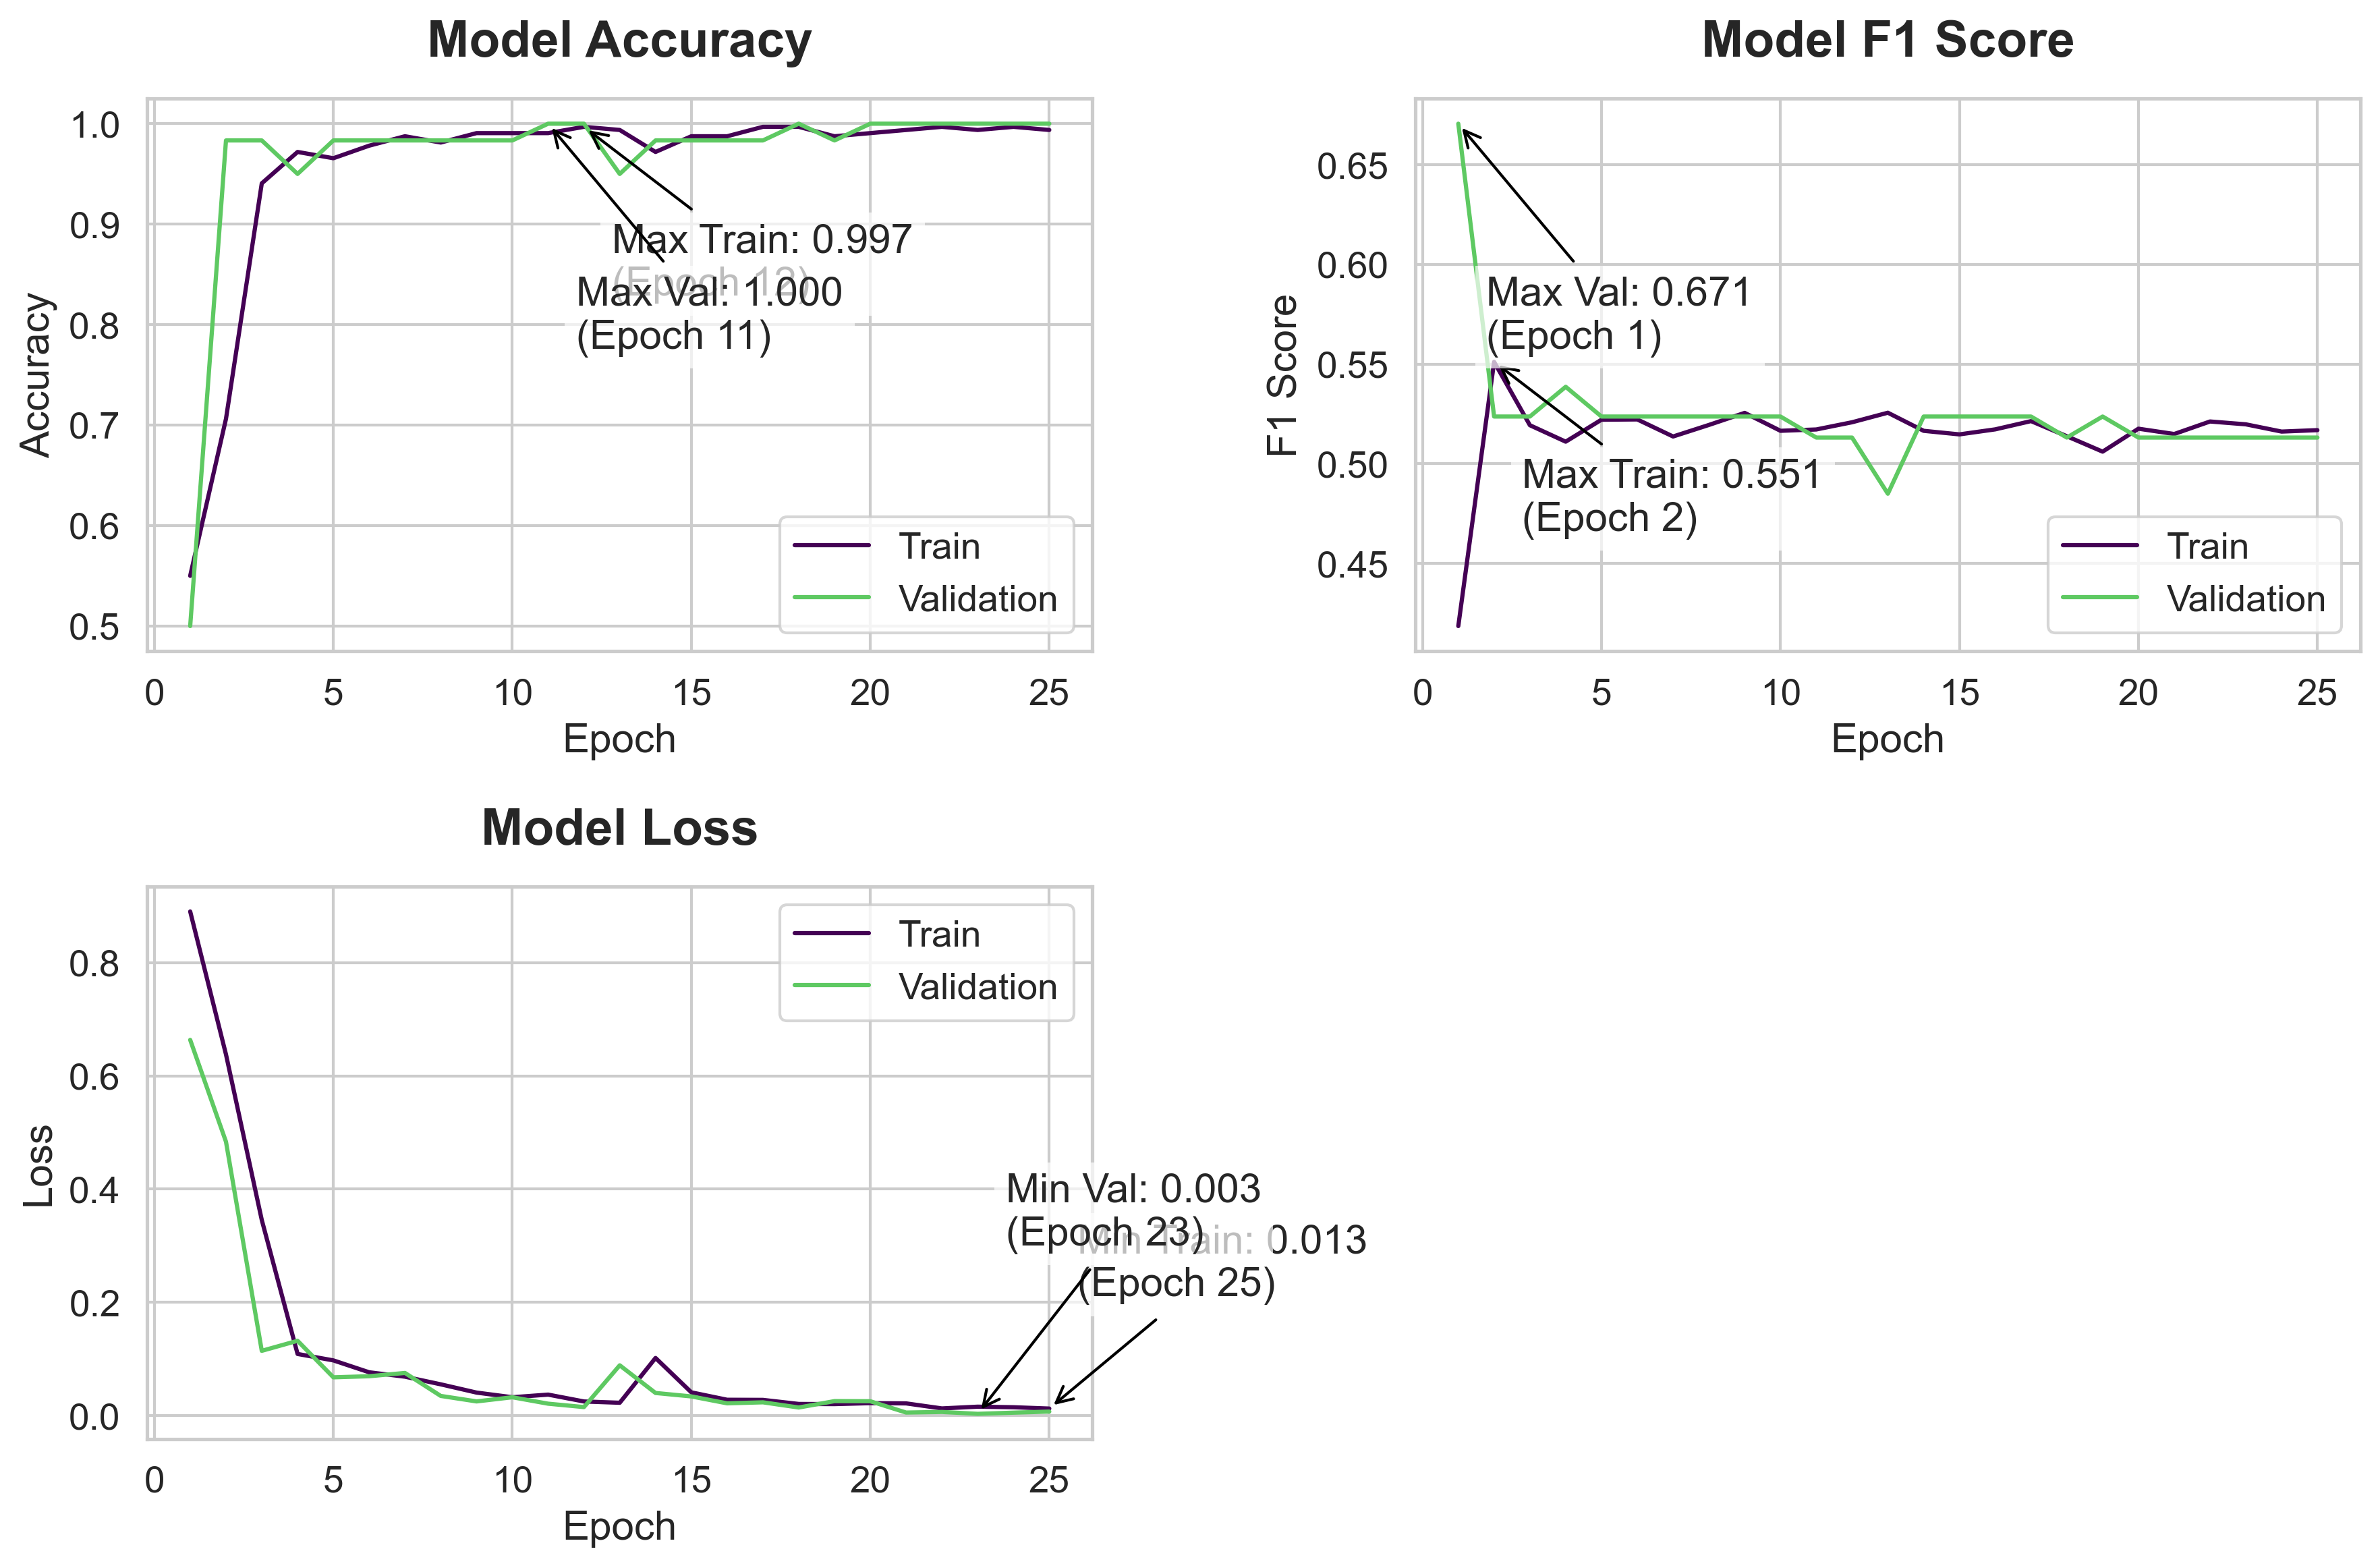 Model Accuracy
Accuracy
1.0
0.9
0.8
0.7
0.6
0.5
Max Train: 0.997
(Epoch 12)
Max Val: 1.000
(Epoch 11)
Train
Validation
0
5
10
15
20
25
Epoch
Model F1 Score
F1 Score
0.65
0.60
0.55
0.50
0.45
Max Val: 0.671
(Epoch 1)
Max Train: 0.551
(Epoch 2)
Train
Validation
0
5
10
15
20
25
Epoch
Model Loss
Loss
0.8
0.6
0.4
0.2
0.0
Train
Validation
Min Val: 0.003
(Epoch 23)
Min Train: 0.013
(Epoch 25)
0
5
10
15
20
25
Epoch